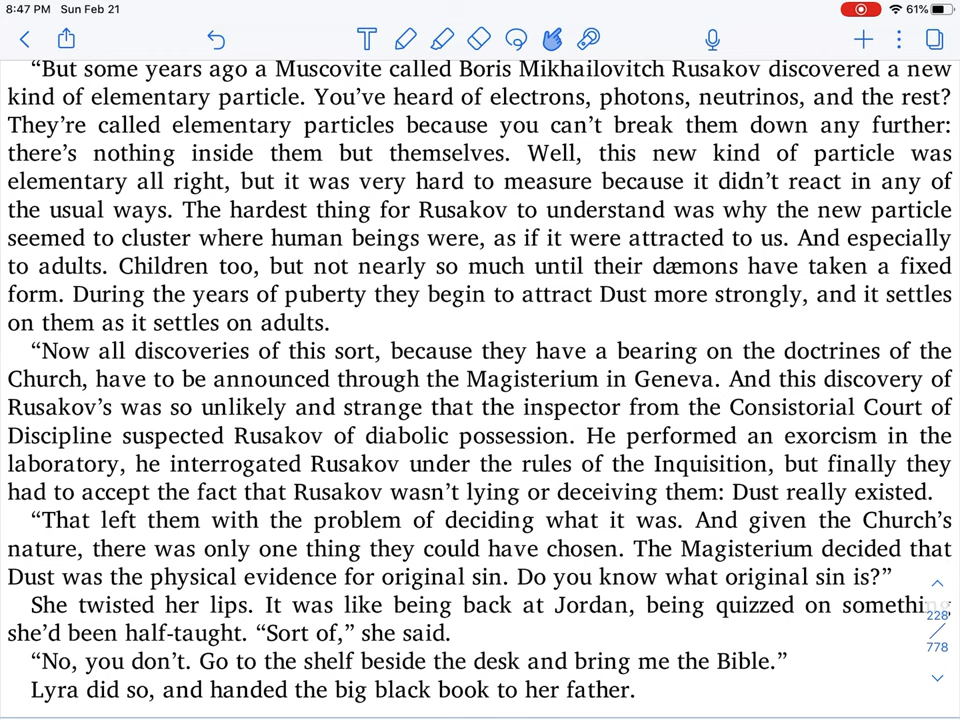 8:47 PM Sun Feb 21
61%
“But some years ago a Muscovite called Boris Mikhailovitch Rusakov discovered a new
kind of elementary particle. You’ve heard of electrons, photons, neutrinos, and the rest?
They’re called elementary particles because you can’t break them down any further:
there’s nothing inside them but themselves. Well, this new kind of particle was
elementary all right, but it was very hard to measure because it didn’t react in any of
the usual ways. The hardest thing for Rusakov to understand was why the new particle
seemed to cluster where human beings were, as if it were attracted to us. And especially
to adults. Children too, but not nearly so much until their dæmons have taken a fixed
form. During the years of puberty they begin to attract Dust more strongly, and it settles
on them as it settles on adults.
“Now all discoveries of this sort, because they have a bearing on the doctrines of the
Church, have to be announced through the Magisterium in Geneva. And this discovery of
Rusakov’s was so unlikely and strange that the inspector from the Consistorial Court of
Discipline suspected Rusakov of diabolic possession. He performed an exorcism in the
laboratory, he interrogated Rusakov under the rules of the Inquisition, but finally they
had to accept the fact that Rusakov wasn’t lying or deceiving them: Dust really existed.
“That left them with the problem of deciding what it was. And given the Church’s
nature, there was only one thing they could have chosen. The Magisterium decided that
Dust was the physical evidence for original sin. Do you know what original sin is?”
She twisted her lips. It was like being back at Jordan, being quizzed on something
she’d been half-taught. “Sort of,” she said.
“No, you don’t. Go to the shelf beside the desk and bring me the Bible.”
Lyra did so, and handed the big black book to her father.
228
778